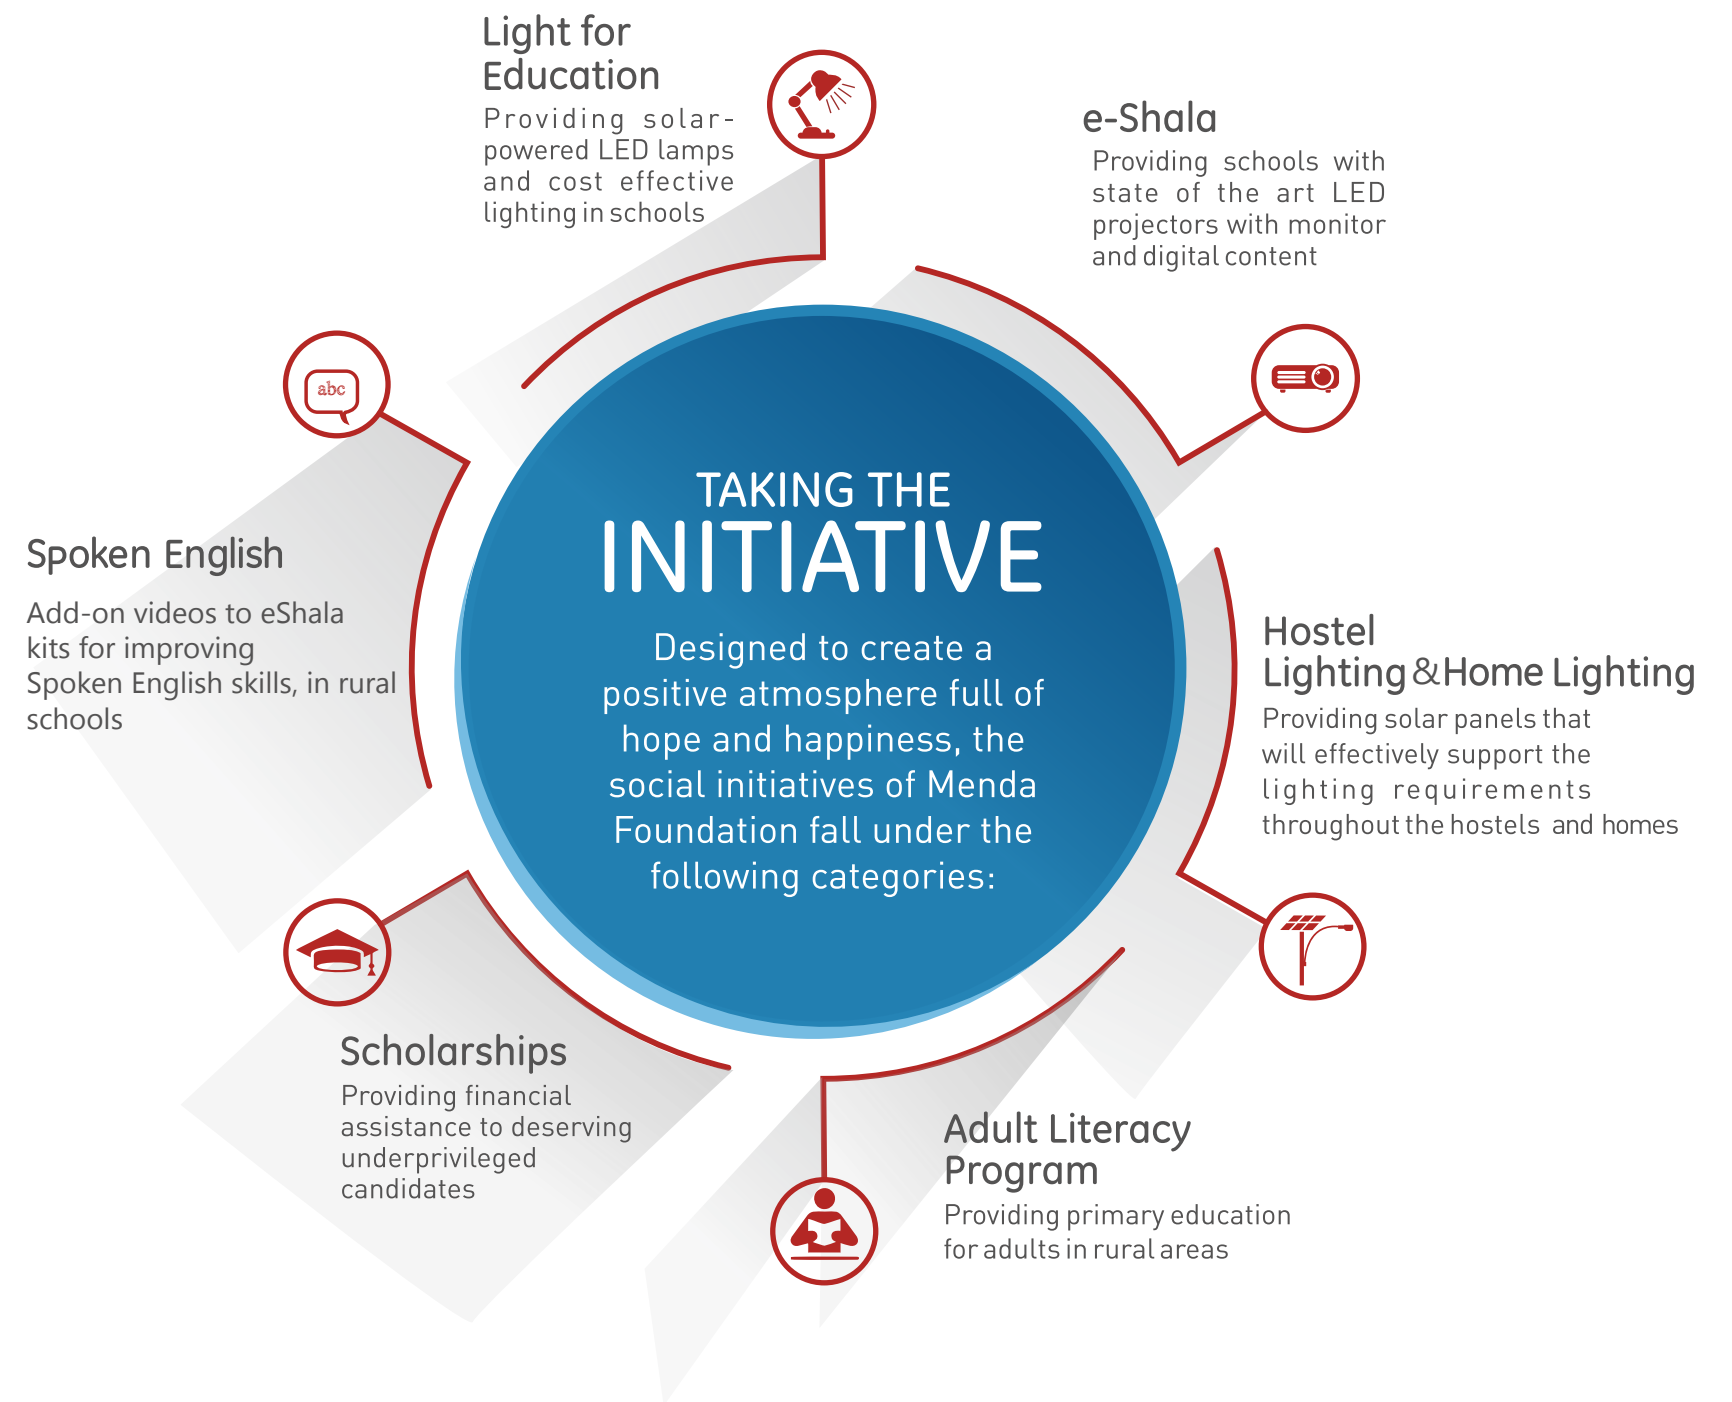 Light for
Education
Providing solar-
powered LED lamps
and cost effective
lighting in schools
e-Shala
Providing schools with
state of the art LED
projectors with monitor
and digital content
abc
Spoken English
Add-on videos to eShala
kits for improving
Spoken English skills, in rural
schools
TAKING THE
INITIATIVE
Designed to create a
positive atmosphere full of
hope and happiness, the
social initiatives of Menda
Foundation fall under the
following categories:
Hostel
Lighting & Home Lighting
Providing solar panels that
will effectively support the
lighting requirements
throughout the hostels and homes
Scholarships
Providing financial
assistance to deserving
underprivileged
candidates
Adult Literacy
Program
Providing primary education
for adults in rural areas